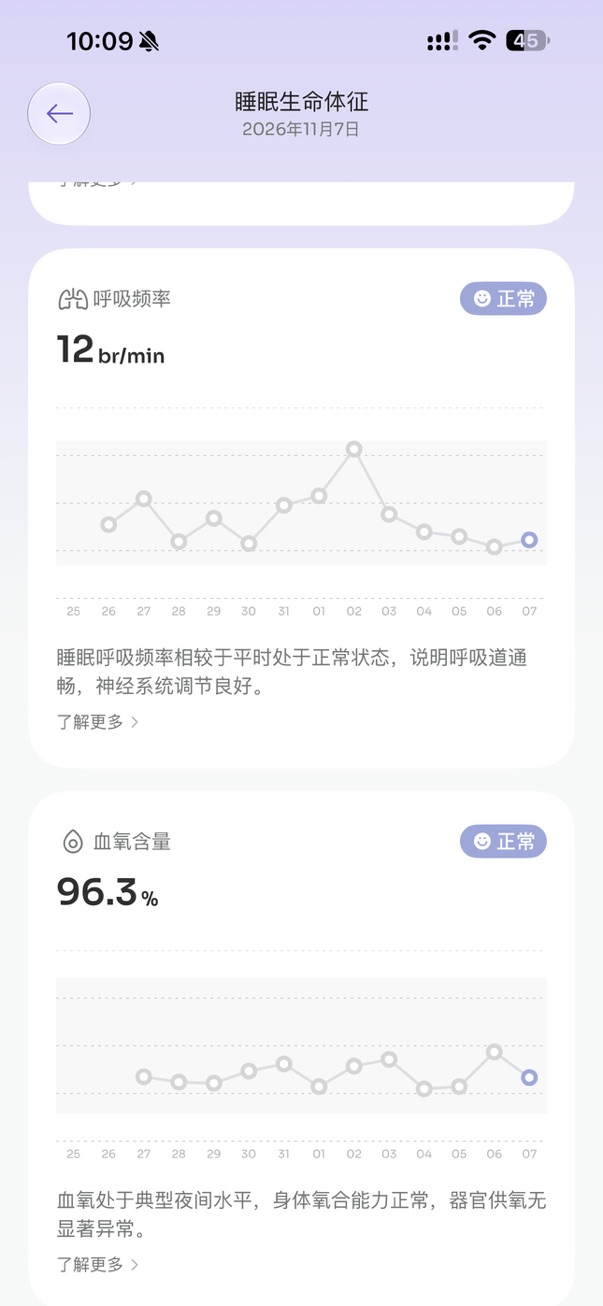 10:09
45
睡眠生命体征
2026年11月7日
了解更多 >
呼吸频率
正常
12 br/min
25 26 27 28 29 30 31 01 02 03 04 05 06 07
睡眠呼吸频率相较于平时处于正常状态，说明呼吸道通
畅，神经系统调节良好。
了解更多 >
血氧含量
正常
96.3 %
25 26 27 28 29 30 31 01 02 03 04 05 06 07
血氧处于典型夜间水平，身体氧合能力正常，器官供氧无
显著异常。
了解更多 >